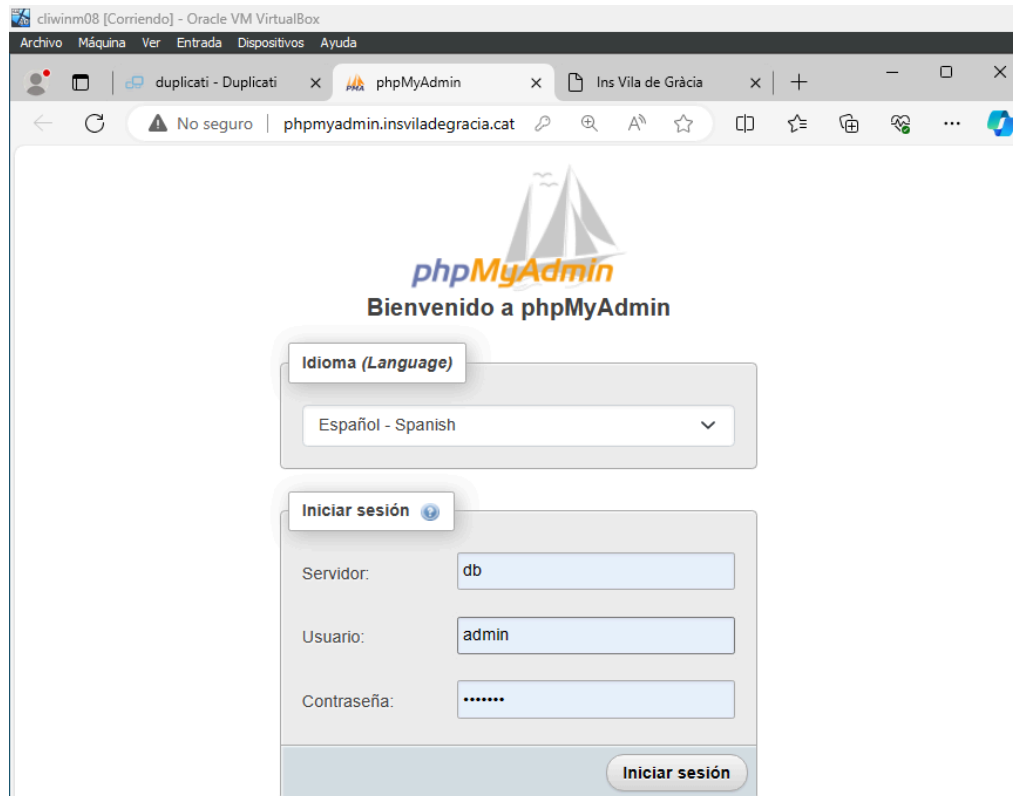 cliwinm08 [Corriendo] - Oracle VM VirtualBox
Archivo Máquina Ver Entrada Dispositivos Ayuda
duplicati - Duplicati phpMyAdmin Ins Vila de Gràcia
No seguro phpmyadmin.insviladegracia.cat
phpMyAdmin
Bienvenido a phpMyAdmin
Idioma (Language)
Español - Spanish
Iniciar sesión
Servidor: db
Usuario: admin
Contraseña: •••••••
Iniciar sesión